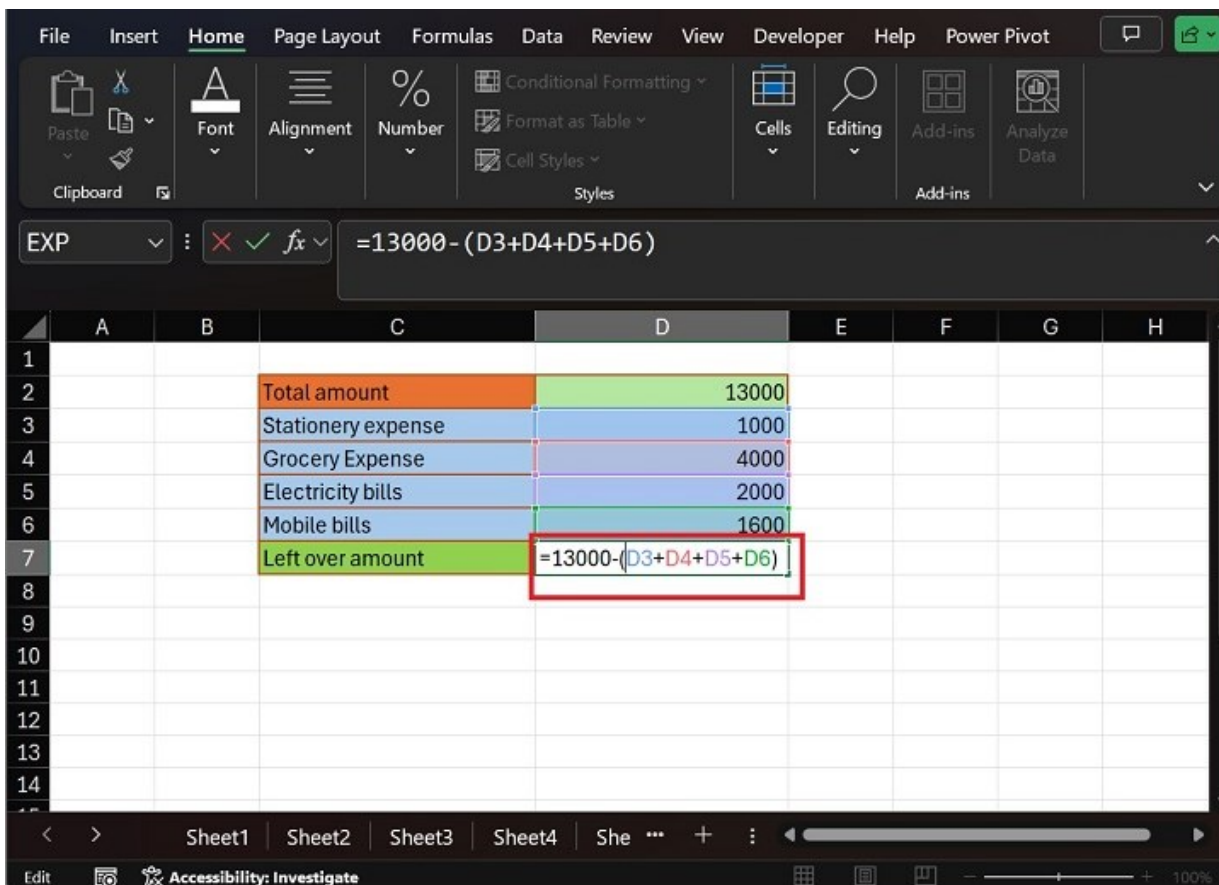 File Insert Home Page Layout Formulas Data Review View Developer Help Power Pivot
Paste
Font
Alignment
%
Number
Conditional Formatting
Format as Table
Cell Styles
Cells
Editing
Add-ins
Analyze
Data
Clipboard
Styles
Add-ins
EXP fx =13000-(D3+D4+D5+D6)
A B C D E F G H
1
2 Total amount 13000
3 Stationery expense 1000
4 Grocery Expense 4000
5 Electricity bills 2000
6 Mobile bills 1600
7 Left over amount =13000-(D3+D4+D5+D6)
8
9
10
11
12
13
14
Sheet1 Sheet2 Sheet3 Sheet4 She ... +
Edit Accessibility: Investigate 100%